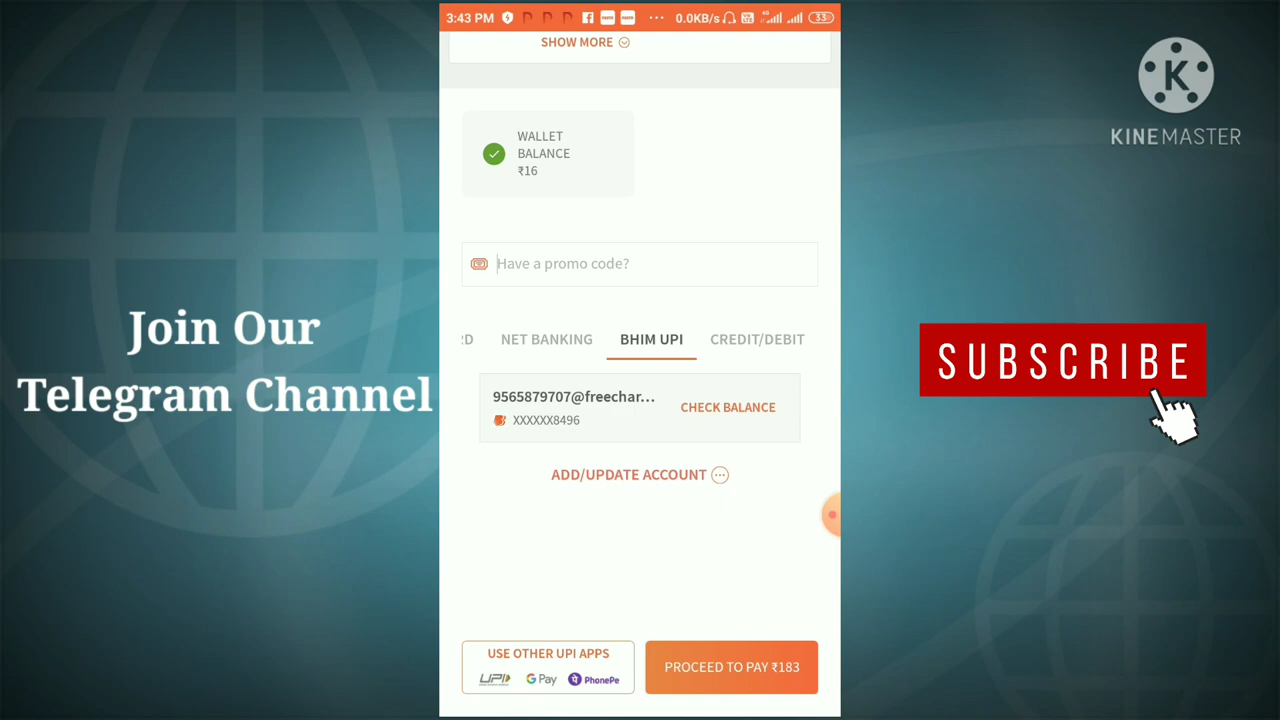 3:43 PM
0.0KB/s
4G
33
SHOW MORE
WALLET
BALANCE
₹16
Have a promo code?
RD NET BANKING BHIM UPI CREDIT/DEBIT
9565879707@freechar...
XXXXXX8496
CHECK BALANCE
ADD/UPDATE ACCOUNT
USE OTHER UPI APPS
UPI G Pay PhonePe
PROCEED TO PAY ₹183
Join Our
Telegram Channel
K
KINEMASTER
SUBSCRIBE